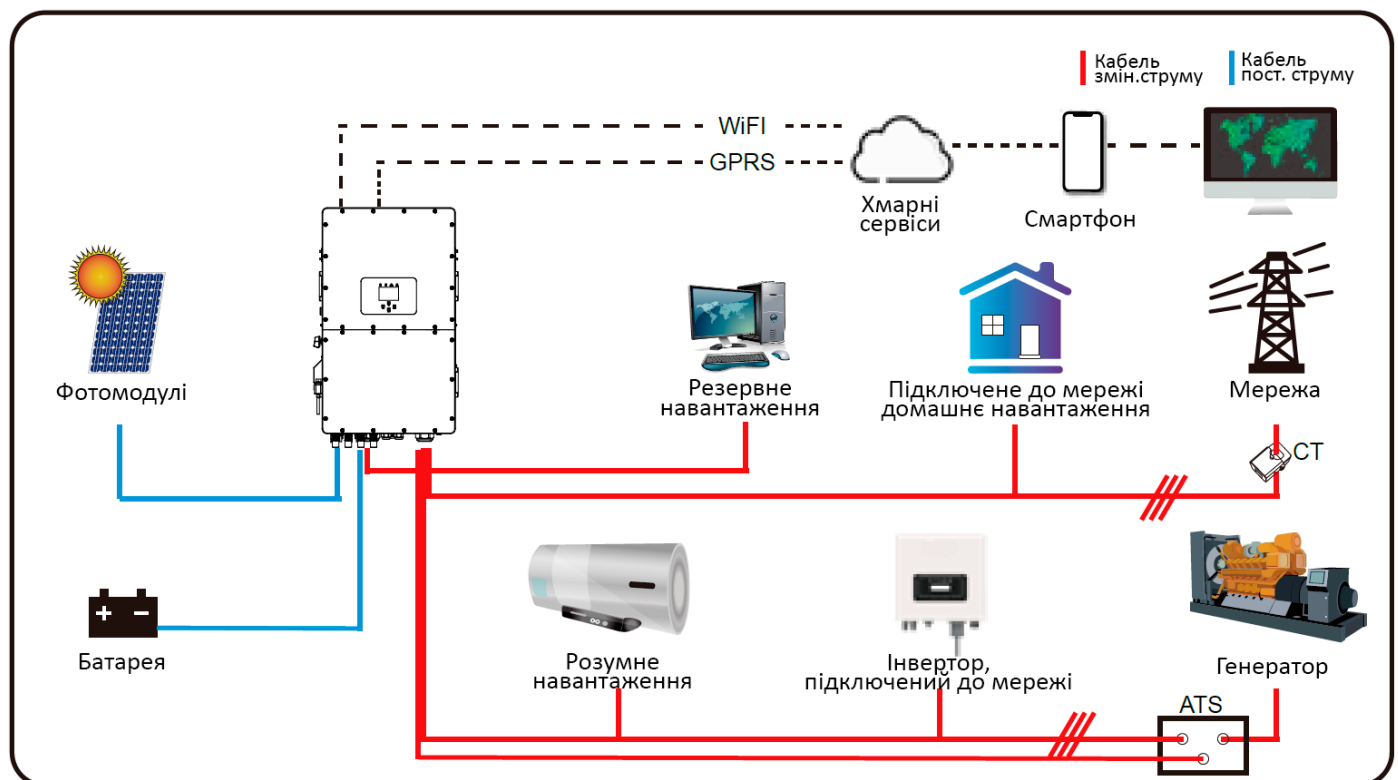 Кабель
змін.струму
Кабель
пост. струму
WiFI
GPRS
Хмарні
сервіси
Смартфон
Фотомодулі
Резервне
навантаження
Підключене до мережі
домашнє навантаження
Мережа
CT
Батарея
Розумне
навантаження
Інвертор,
підключений до мережі
Генератор
ATS